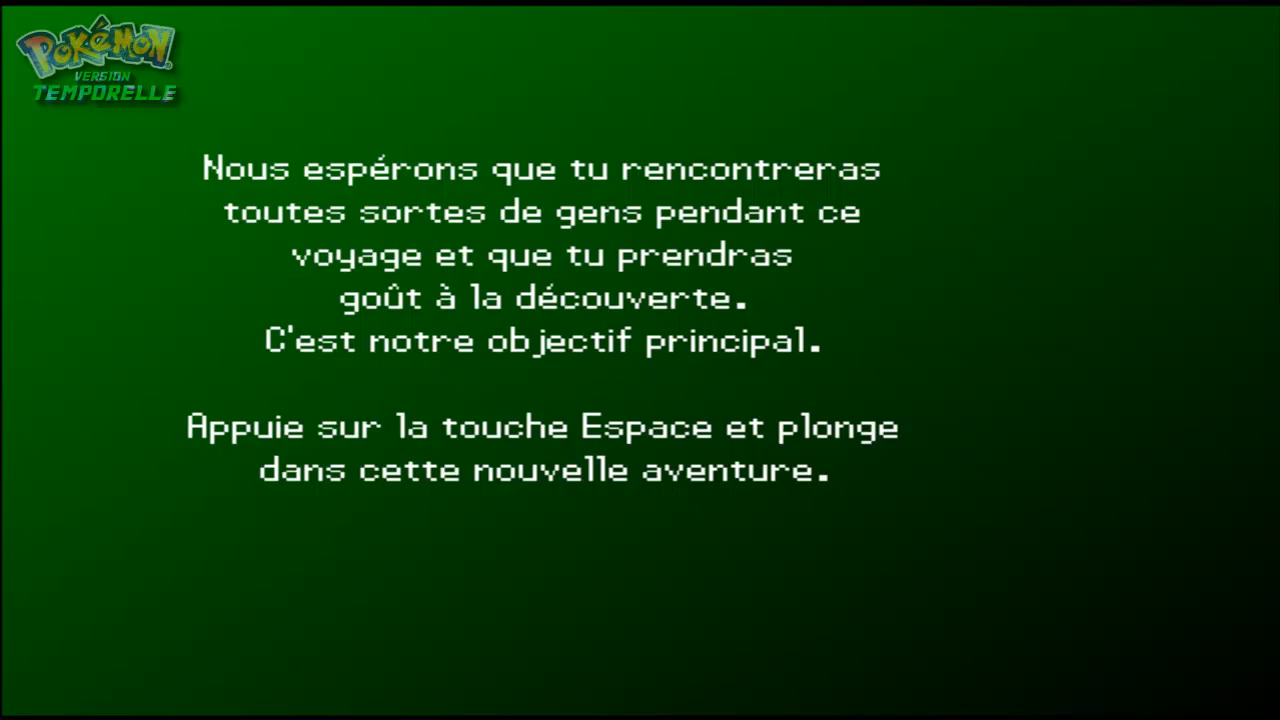 POKÉMON
VERSION
TEMPORELLE
Nous espérons que tu rencontreras
toutes sortes de gens pendant ce
voyage et que tu prendras
goût à la découverte.
C'est notre objectif principal.
Appuie sur la touche Espace et plonge
dans cette nouvelle aventure.